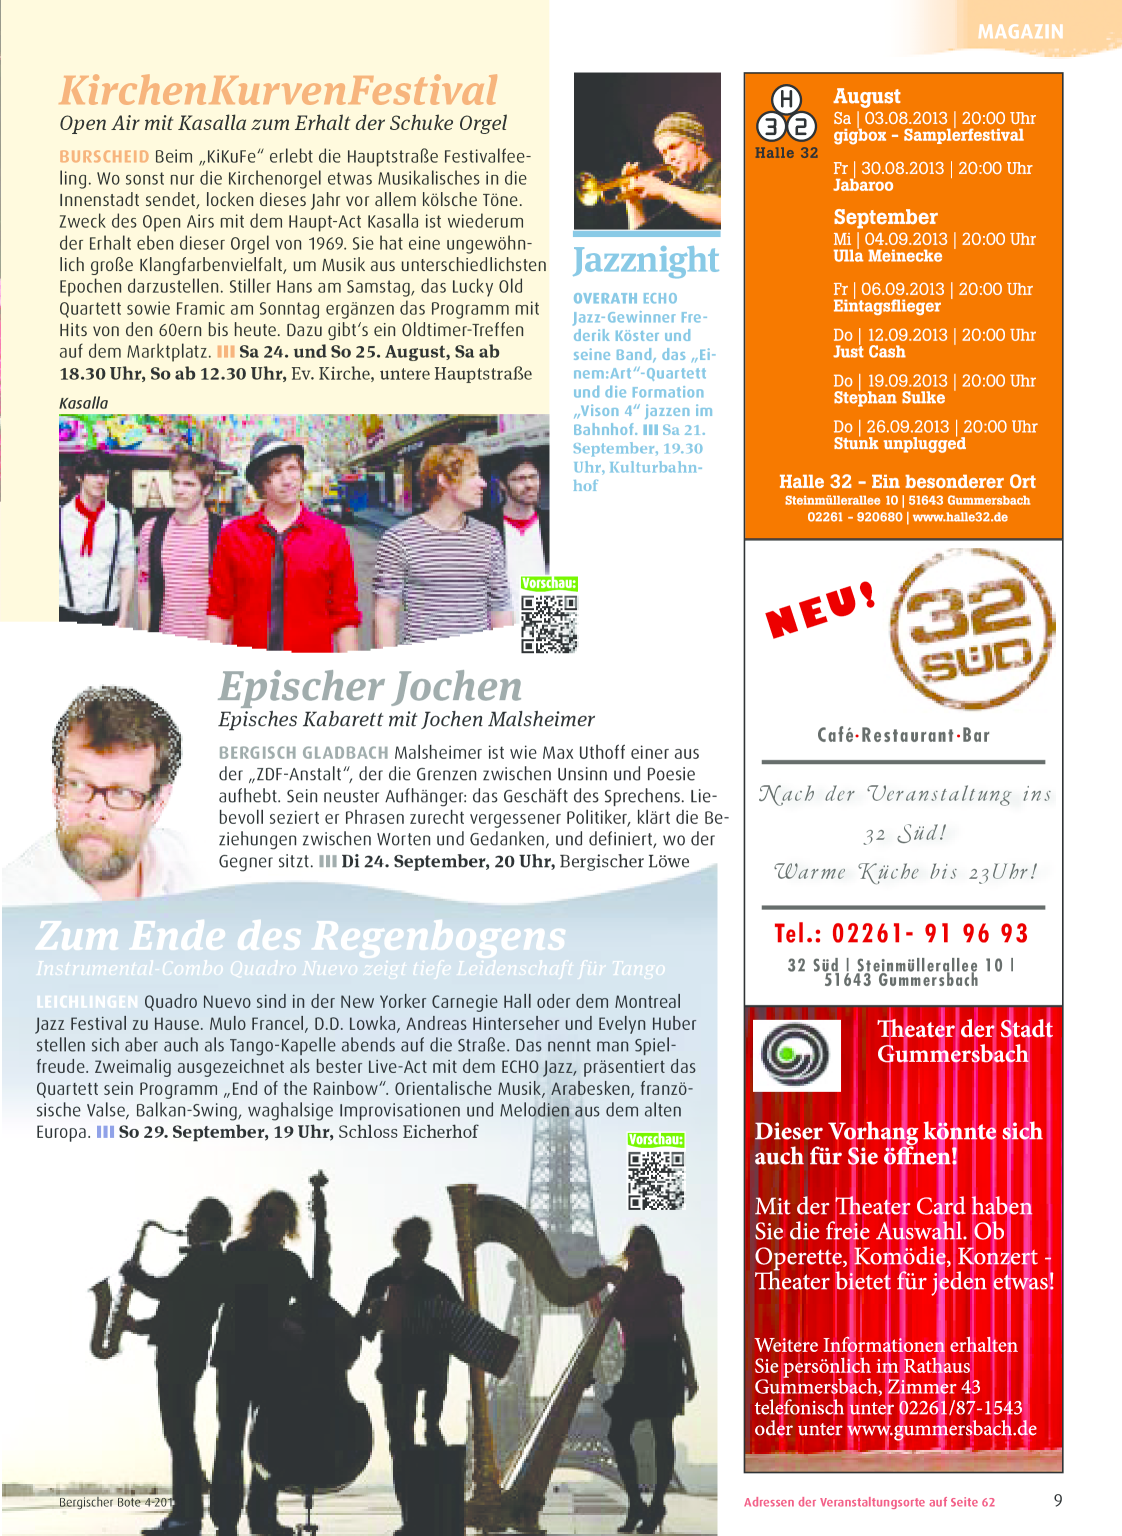 MAGAZIN
KirchenKurvenFestival
Open Air mit Kasalla zum Erhalt der Schuke Orgel
BURSCHEID Beim „KiKuFe“ erlebt die Hauptstraße Festivalfee-
ling. Wo sonst nur die Kirchenorgel etwas Musikalisches in die
Innenstadt sendet, locken dieses Jahr vor allem kölsche Töne.
Zweck des Open Airs mit dem Haupt-Act Kasalla ist wiederum
der Erhalt eben dieser Orgel von 1969. Sie hat eine ungewöhn-
lich große Klangfarbenvielfalt, um Musik aus unterschiedlichsten
Epochen darzustellen. Stiller Hans am Samstag, das Lucky Old
Quartett sowie Framic am Sonntag ergänzen das Programm mit
Hits von den 60ern bis heute. Dazu gibt‘s ein Oldtimer-Treffen
auf dem Marktplatz. III Sa 24. und So 25. August, Sa ab
18.30 Uhr, So ab 12.30 Uhr, Ev. Kirche, untere Hauptstraße
Kasalla
Vorschau:
Jazznight
OVERATH ECHO
Jazz-Gewinner Fre-
derik Köster und
seine Band, das „Ei-
nem:Art“-Quartett
und die Formation
„Vison 4“ jazzen im
Bahnhof. III Sa 21.
September, 19.30
Uhr, Kulturbahn-
hof
Epischer Jochen
Episches Kabarett mit Jochen Malsheimer
BERGISCH GLADBACH Malsheimer ist wie Max Uthoff einer aus
der „ZDF-Anstalt“, der die Grenzen zwischen Unsinn und Poesie
aufhebt. Sein neuster Aufhänger: das Geschäft des Sprechens. Lie-
bevoll seziert er Phrasen zurecht vergessener Politiker, klärt die Be-
ziehungen zwischen Worten und Gedanken, und definiert, wo der
Gegner sitzt. III Di 24. September, 20 Uhr, Bergischer Löwe
Zum Ende des Regenbogens
Instrumental-Combo Quadro Nuevo zeigt tiefe Leidenschaft für Tango
LEICHLINGEN Quadro Nuevo sind in der New Yorker Carnegie Hall oder dem Montreal
Jazz Festival zu Hause. Mulo Francel, D.D. Lowka, Andreas Hinterseher und Evelyn Huber
stellen sich aber auch als Tango-Kapelle abends auf die Straße. Das nennt man Spiel-
freude. Zweimalig ausgezeichnet als bester Live-Act mit dem ECHO Jazz, präsentiert das
Quartett sein Programm „End of the Rainbow“. Orientalische Musik, Arabesken, franzö-
sische Valse, Balkan-Swing, waghalsige Improvisationen und Melodien aus dem alten
Europa. III So 29. September, 19 Uhr, Schloss Eicherhof
Vorschau:
H
32
Halle 32
August
Sa | 03.08.2013 | 20:00 Uhr
gigbox – Samplerfestival
Fr | 30.08.2013 | 20:00 Uhr
Jabaroo
September
Mi | 04.09.2013 | 20:00 Uhr
Ulla Meinecke
Fr | 06.09.2013 | 20:00 Uhr
Eintagsflieger
Do | 12.09.2013 | 20:00 Uhr
Just Cash
Do | 19.09.2013 | 20:00 Uhr
Stephan Sulke
Do | 26.09.2013 | 20:00 Uhr
Stunk unplugged
Halle 32 – Ein besonderer Ort
Steinmüllerallee 10 | 51643 Gummersbach
02261 – 920680 | www.halle32.de
NEU!
32
SÜD
Café·Restaurant·Bar
Nach der Veranstaltung ins
32 Süd!
Warme Küche bis 23Uhr!
Tel.: 02261- 91 96 93
32 Süd | Steinmüllerallee 10 |
51643 Gummersbach
Theater der Stadt
Gummersbach
Dieser Vorhang könnte sich
auch für Sie öffnen!
Mit der Theater Card haben
Sie die freie Auswahl. Ob
Operette, Komödie, Konzert -
Theater bietet für jeden etwas!
Weitere Informationen erhalten
Sie persönlich im Rathaus
Gummersbach, Zimmer 43
telefonisch unter 02261/87-1543
oder unter www.gummersbach.de
Bergischer Bote 4-201
Adressen der Veranstaltungsorte auf Seite 62
9